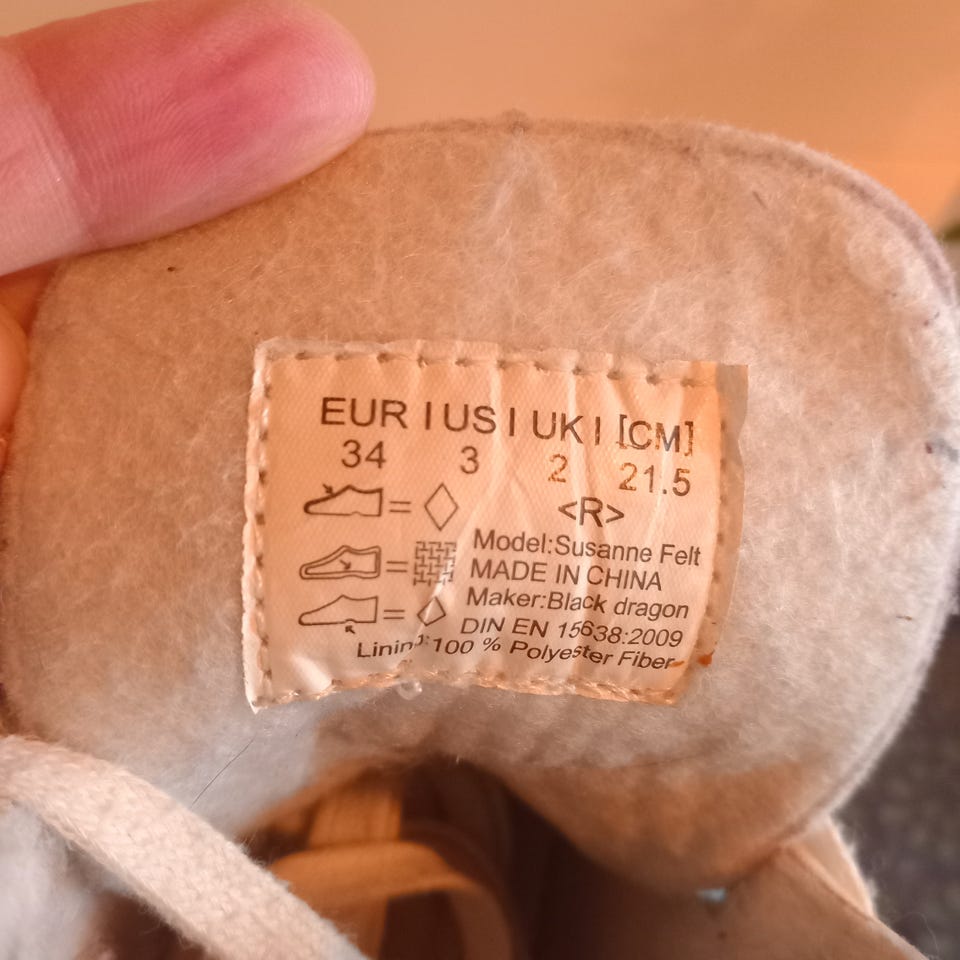 EUR | US | UK | [CM]
34 3 2 21.5
<R>
Model:Susanne Felt
MADE IN CHINA
Maker:Black dragon
DIN EN 15638:2009
Lining:100 % Polyester Fiber